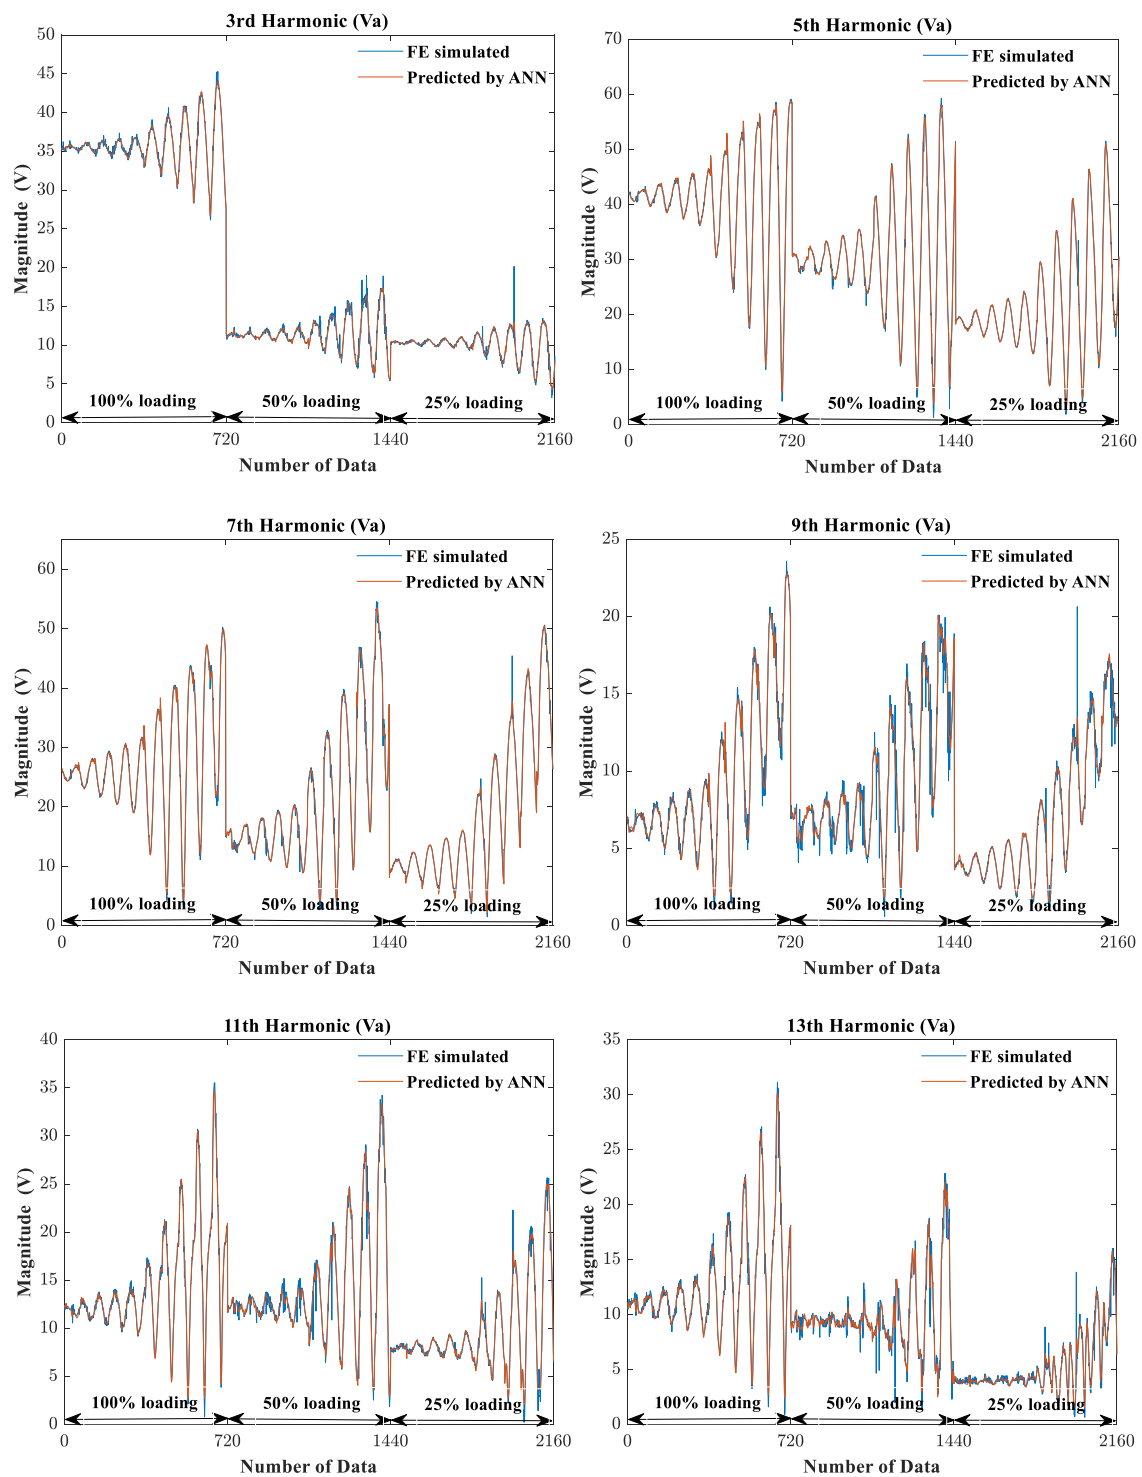 3rd Harmonic (Va)
50
45
40
35
30
25
20
15
10
5
0
Magnitude (V)
FE simulated
Predicted by ANN
100% loading
50% loading
25% loading
0
720
1440
2160
Number of Data
5th Harmonic (Va)
70
60
50
40
30
20
10
0
Magnitude (V)
FE simulated
Predicted by ANN
100% loading
50% loading
25% loading
0
720
1440
2160
Number of Data
7th Harmonic (Va)
60
50
40
30
20
10
0
Magnitude (V)
FE simulated
Predicted by ANN
100% loading
50% loading
25% loading
0
720
1440
2160
Number of Data
9th Harmonic (Va)
25
20
15
10
5
0
Magnitude (V)
FE simulated
Predicted by ANN
100% loading
50% loading
25% loading
0
720
1440
2160
Number of Data
11th Harmonic (Va)
40
35
30
25
20
15
10
5
0
Magnitude (V)
FE simulated
Predicted by ANN
100% loading
50% loading
25% loading
0
720
1440
2160
Number of Data
13th Harmonic (Va)
35
30
25
20
15
10
5
0
Magnitude (V)
FE simulated
Predicted by ANN
100% loading
50% loading
25% loading
0
720
1440
2160
Number of Data